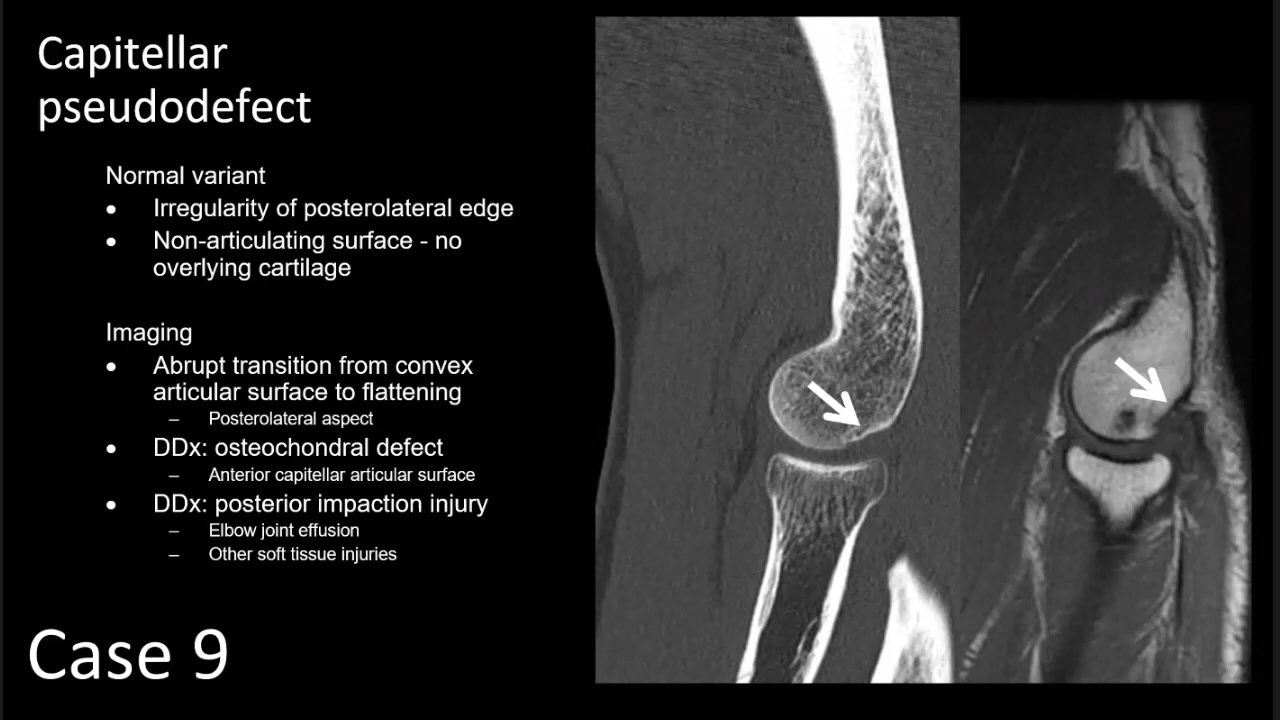 Capitellar
pseudodefect
Normal variant
• Irregularity of posterolateral edge
• Non-articulating surface - no
overlying cartilage
Imaging
• Abrupt transition from convex
articular surface to flattening
– Posterolateral aspect
• DDx: osteochondral defect
– Anterior capitellar articular surface
• DDx: posterior impaction injury
– Elbow joint effusion
– Other soft tissue injuries
Case 9